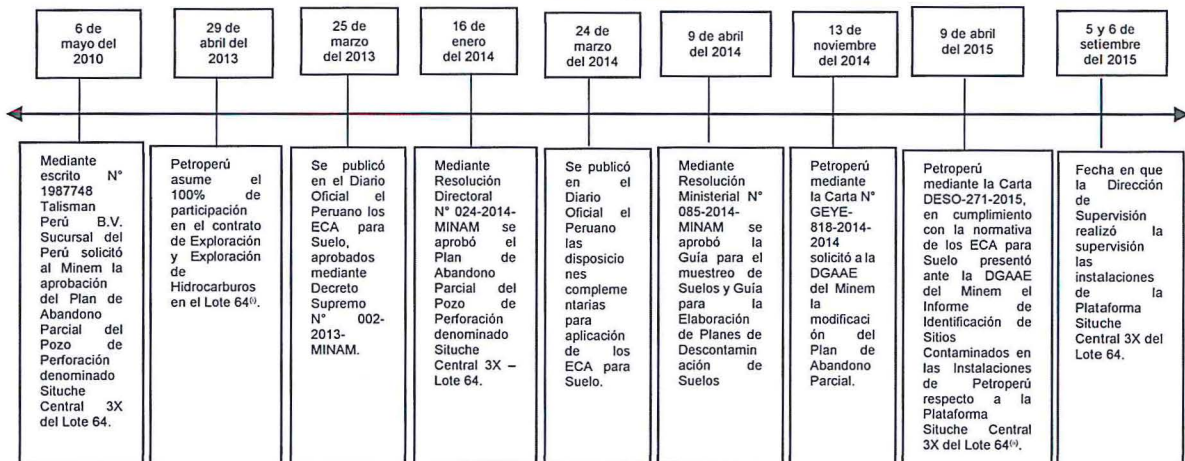 6 de
mayo del
2010
29 de
abril del
2013
25 de
marzo
del 2013
16 de
enero
del 2014
24 de
marzo
del 2014
9 de abril
del 2014
13 de
noviembre
del 2014
9 de abril
del 2015
5 y 6 de
setiembre
del 2015
Mediante
escrito N°
1987748
Talisman
Perú B.V.
Sucursal del
Perú solicitó
al Minem la
aprobación
del Plan de
Abandono
Parcial del
Pozo de
Perforación
denominado
Situche
Central 3X
del Lote 64.
Petroperú
asume el
100% de
participación
en el contrato
de Exploración
y Exploración
de
Hidrocarburos
en el Lote 64⁽ⁱ⁾.
Se publicó
en el Diario
Oficial el
Peruano los
ECA para
Suelo,
aprobados
mediante
Decreto
Supremo
N° 002-
2013-
MINAM.
Mediante
Resolución
Directoral
N° 024-2014-
MINAM se
aprobó el
Plan de
Abandono
Parcial del
Pozo de
Perforación
denominado
Situche
Central 3X –
Lote 64.
Se publicó
en el Diario
Oficial el
Peruano las
disposicio
nes
compleme
ntarias
para
aplicación
de los
ECA para
Suelo.
Mediante
Resolución
Ministerial N°
085-2014-
MINAM se
aprobó la
Guía para el
muestreo de
Suelos y Guía
para la
Elaboración
de Planes de
Descontamin
ación de
Suelos
Petroperú
mediante la
Carta N°
GEYE-
818-2014-
2014
solicitó a la
DGAAE
del Minem
la
modificaci
ón del
Plan de
Abandono
Parcial.
Petroperú
mediante la Carta
DESO-271-2015,
en cumplimiento
con la normativa
de los ECA para
Suelo presentó
ante la DGAAE
del Minem el
Informe de
Identificación de
Sitios
Contaminados en
las Instalaciones
de Petroperú
respecto a la
Plataforma
Situche Central
3X del Lote 64
Fecha en que
la Dirección
de
Supervisión
realizó la
supervisión
las
instalaciones
de la
Plataforma
Situche
Central 3X del
Lote 64.